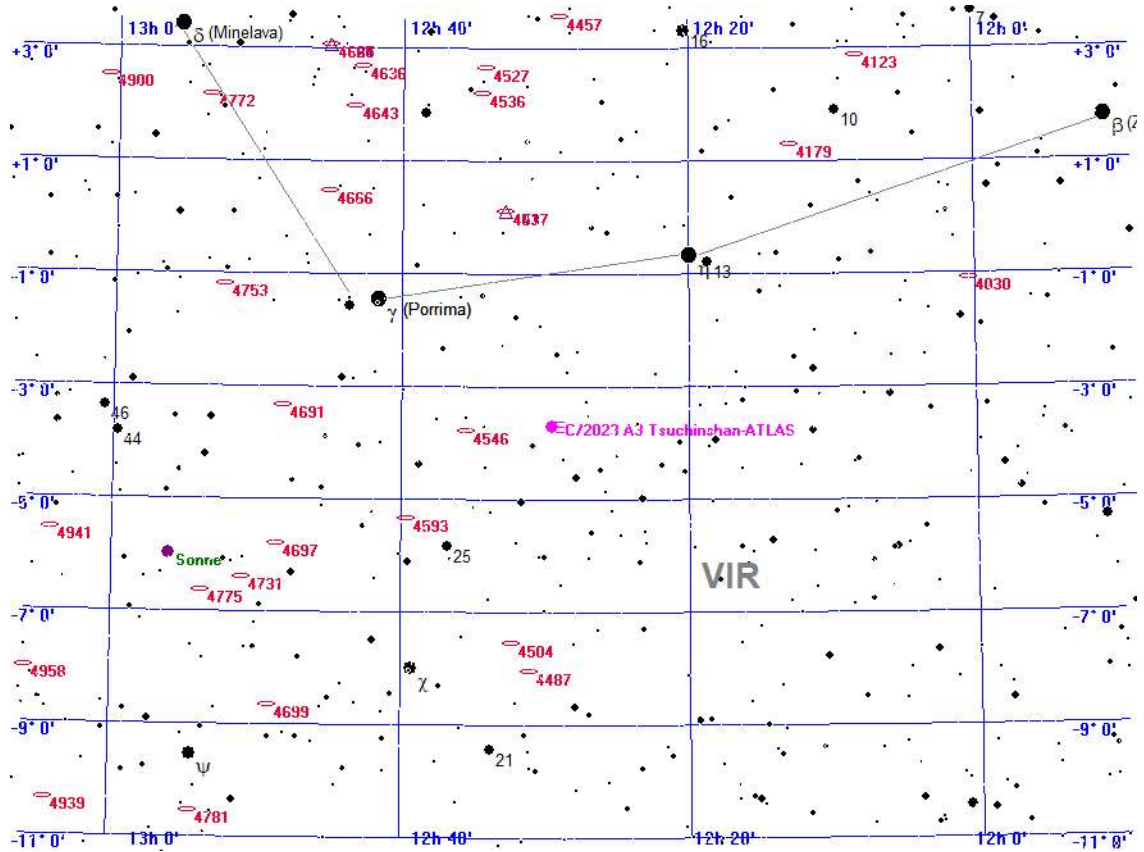 13h 0'
δ (Minelava)
12h 40'
4457
12h 20'
16
7
12h 0'
+3° 0'
4636
4527
4123
+3° 0'
4900
4772
4643
4536
10
β (Z
4179
+1° 0'
+1° 0'
4666
-1° 0'
4753
γ (Porrima)
η 13
4030
-1° 0'
-3° 0'
46
44
4691
4546
C/2023 A3 Tsuchinshan-ATLAS
-3° 0'
-5° 0'
4941
Sonne
4697
4593
25
-5° 0'
4775
4731
VIR
-7° 0'
4504
-7° 0'
4958
χ
4487
-9° 0'
4699
-9° 0'
ψ
21
4939
4781
-11° 0'
13h 0'
12h 40'
12h 20'
12h 0'
-11° 0'